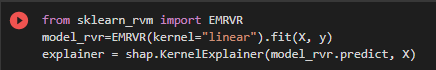 from sklearn_rvm import EMRVR
model_rvr=EMRVR(kernel="linear").fit(X, y)
explainer = shap.KernelExplainer(model_rvr.predict, X)